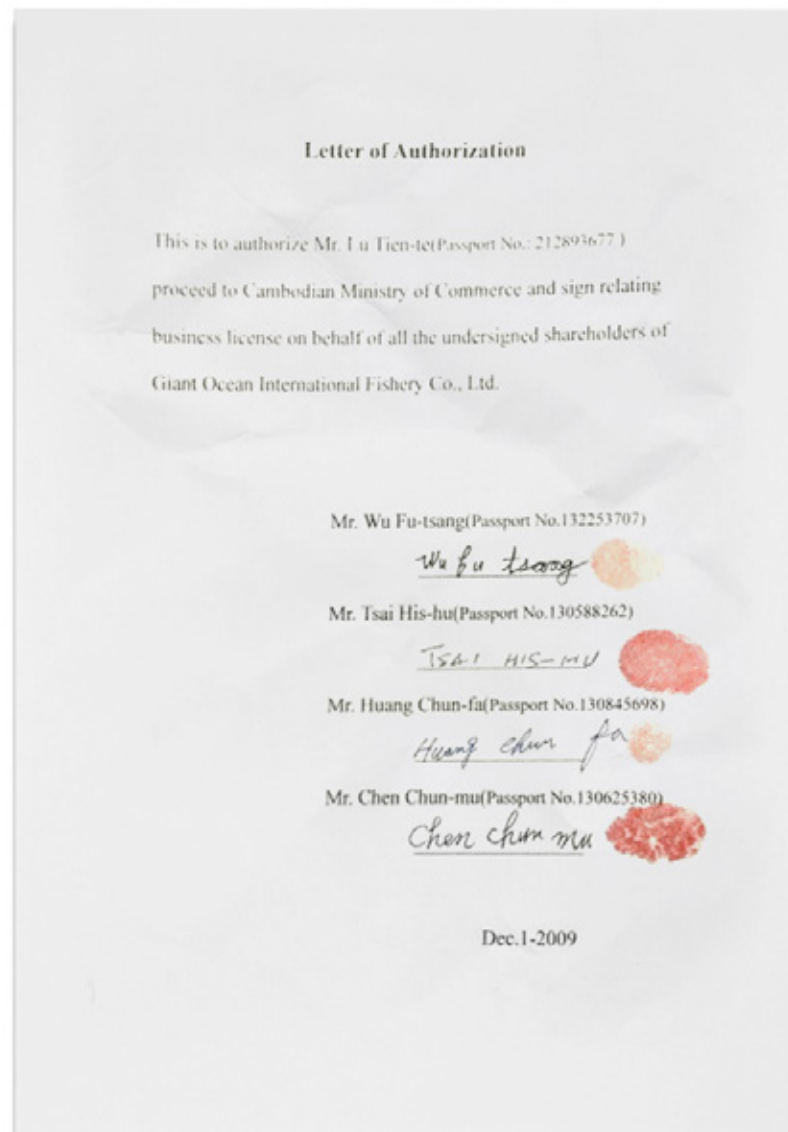 Letter of Authorization
This is to authorize Mr. Lu Tien-te(Passport No.: 212893677 )
proceed to Cambodian Ministry of Commerce and sign relating
business license on behalf of all the undersigned shareholders of
Giant Ocean International Fishery Co., Ltd.
Mr. Wu Fu-tsang(Passport No.132253707)
Wu fu tsang
Mr. Tsai His-hu(Passport No.130588262)
TSAI HIS-HU
Mr. Huang Chun-fa(Passport No.130845698)
Huang chun fa
Mr. Chen Chun-mu(Passport No.130625380)
Chen chun mu
Dec.1-2009